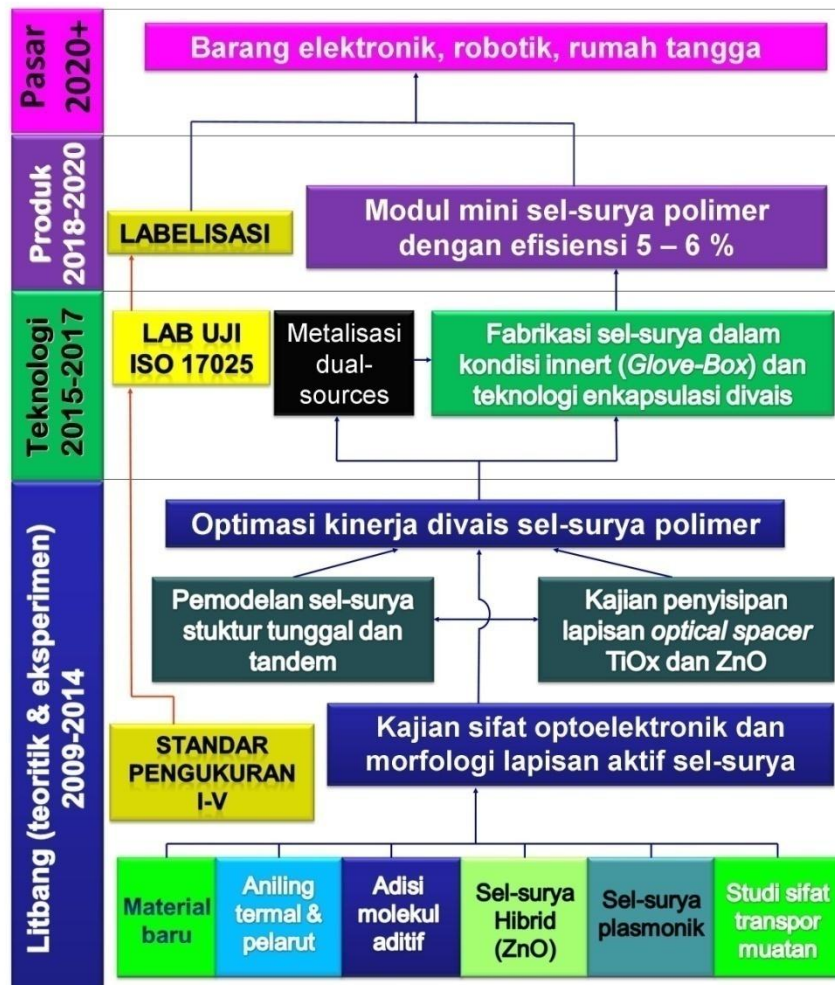 Pasar
2020+
Barang elektronik, robotik, rumah tangga
Produk
2018-2020
LABELISASI
Modul mini sel-surya polimer
dengan efisiensi 5 – 6 %
Teknologi
2015-2017
LAB UJI
ISO 17025
Metalisasi
dual-
sources
Fabrikasi sel-surya dalam
kondisi innert (Glove-Box) dan
teknologi enkapsulasi divais
Litbang (teoritik & eksperimen)
2009-2014
Optimasi kinerja divais sel-surya polimer
Pemodelan sel-surya
stuktur tunggal dan
tandem
Kajian penyisipan
lapisan optical spacer
TiOx dan ZnO
STANDAR
PENGUKURAN
I-V
Kajian sifat optoelektronik dan
morfologi lapisan aktif sel-surya
Material
baru
Aniling
termal &
pelarut
Adisi
molekul
aditif
Sel-surya
Hibrid
(ZnO)
Sel-surya
plasmonik
Studi sifat
transpor
muatan